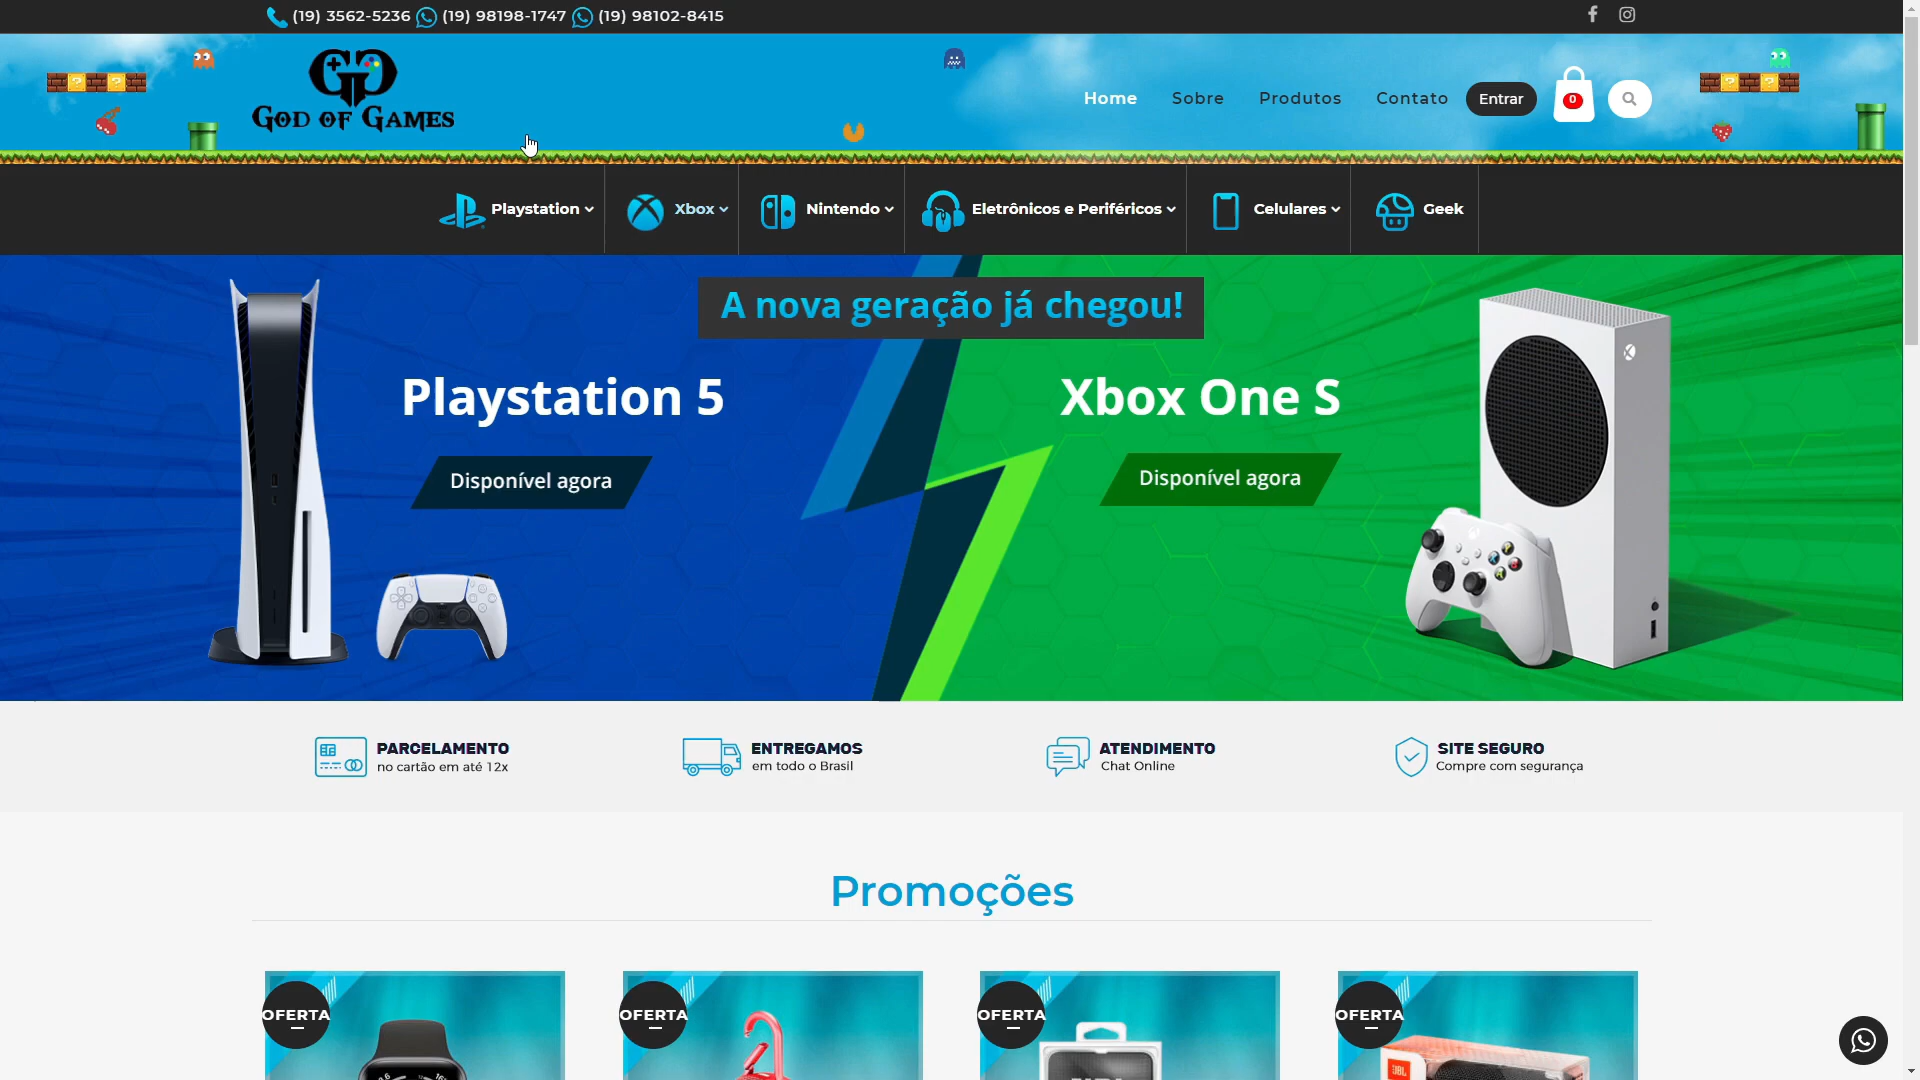 (19) 3562-5236 (19) 98198-1747 (19) 98102-8415
God of Games
Home Sobre Produtos Contato Entrar 0
Playstation Xbox Nintendo Eletrônicos e Periféricos Celulares Geek
A nova geração já chegou!
Playstation 5
Disponível agora
Xbox One S
Disponível agora
PARCELAMENTO
no cartão em até 12x
ENTREGAMOS
em todo o Brasil
ATENDIMENTO
Chat Online
SITE SEGURO
Compre com segurança
Promoções
OFERTA OFERTA OFERTA OFERTA
JBL